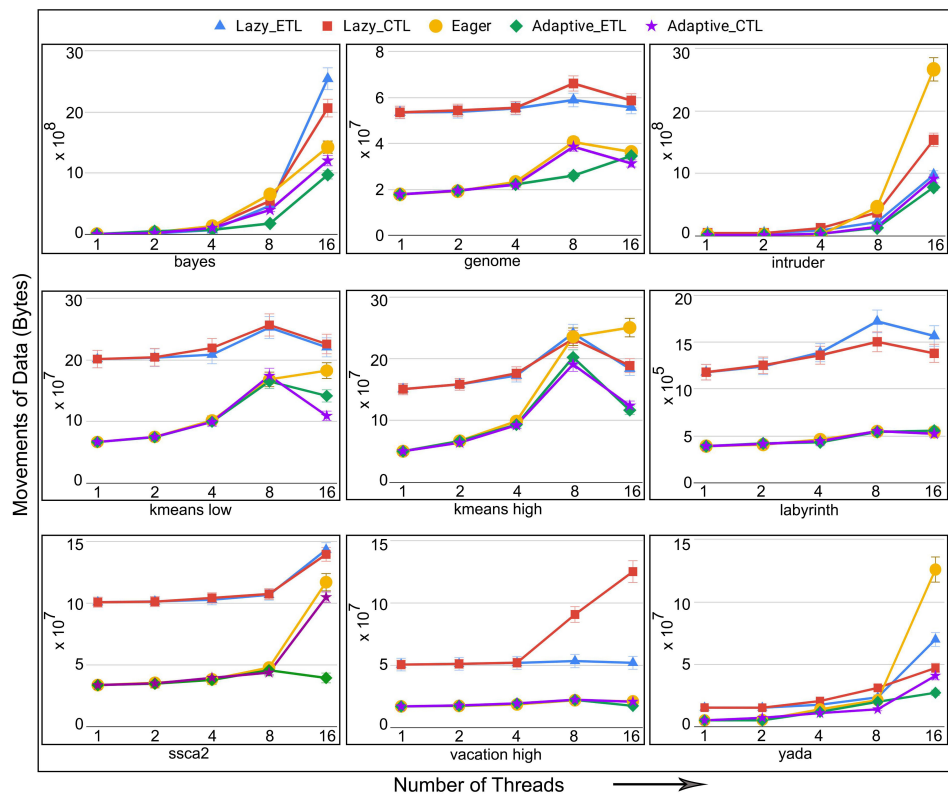 Lazy_ETL Lazy_CTL Eager Adaptive_ETL Adaptive_CTL
Movements of Data (Bytes)
30
20
10
0
x 10^8
1 2 4 8 16
bayes
8
6
4
2
0
x 10^7
1 2 4 8 16
genome
30
20
10
0
x 10^8
1 2 4 8 16
intruder
30
20
10
0
x 10^7
1 2 4 8 16
kmeans low
30
20
10
0
x 10^7
1 2 4 8 16
kmeans high
20
15
10
5
0
x 10^5
1 2 4 8 16
labyrinth
15
10
5
0
x 10^7
1 2 4 8 16
ssca2
15
10
5
0
x 10^7
1 2 4 8 16
vacation high
15
10
5
0
x 10^7
1 2 4 8 16
yada
Number of Threads